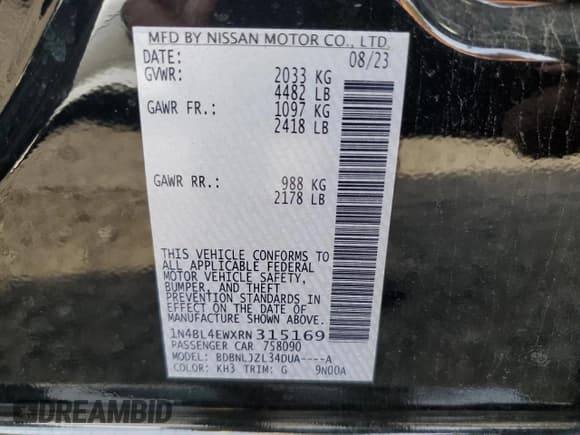 MFD BY NISSAN MOTOR CO., LTD.
DATE: 08/23
GVWR: 2033 KG
4482 LB
GAWR FR.: 1097 KG
2418 LB
GAWR RR.: 988 KG
2178 LB
THIS VEHICLE CONFORMS TO
ALL APPLICABLE FEDERAL
MOTOR VEHICLE SAFETY,
BUMPER, AND THEFT
PREVENTION STANDARDS IN
EFFECT ON THE DATE OF
MANUFACTURE SHOWN ABOVE.
1N4BL4EWXRN315169
PASSENGER CAR 758090
MODEL: BDBNLJZL34DUA----A
COLOR: KH3 TRIM: G 9N00A
DREAMBID